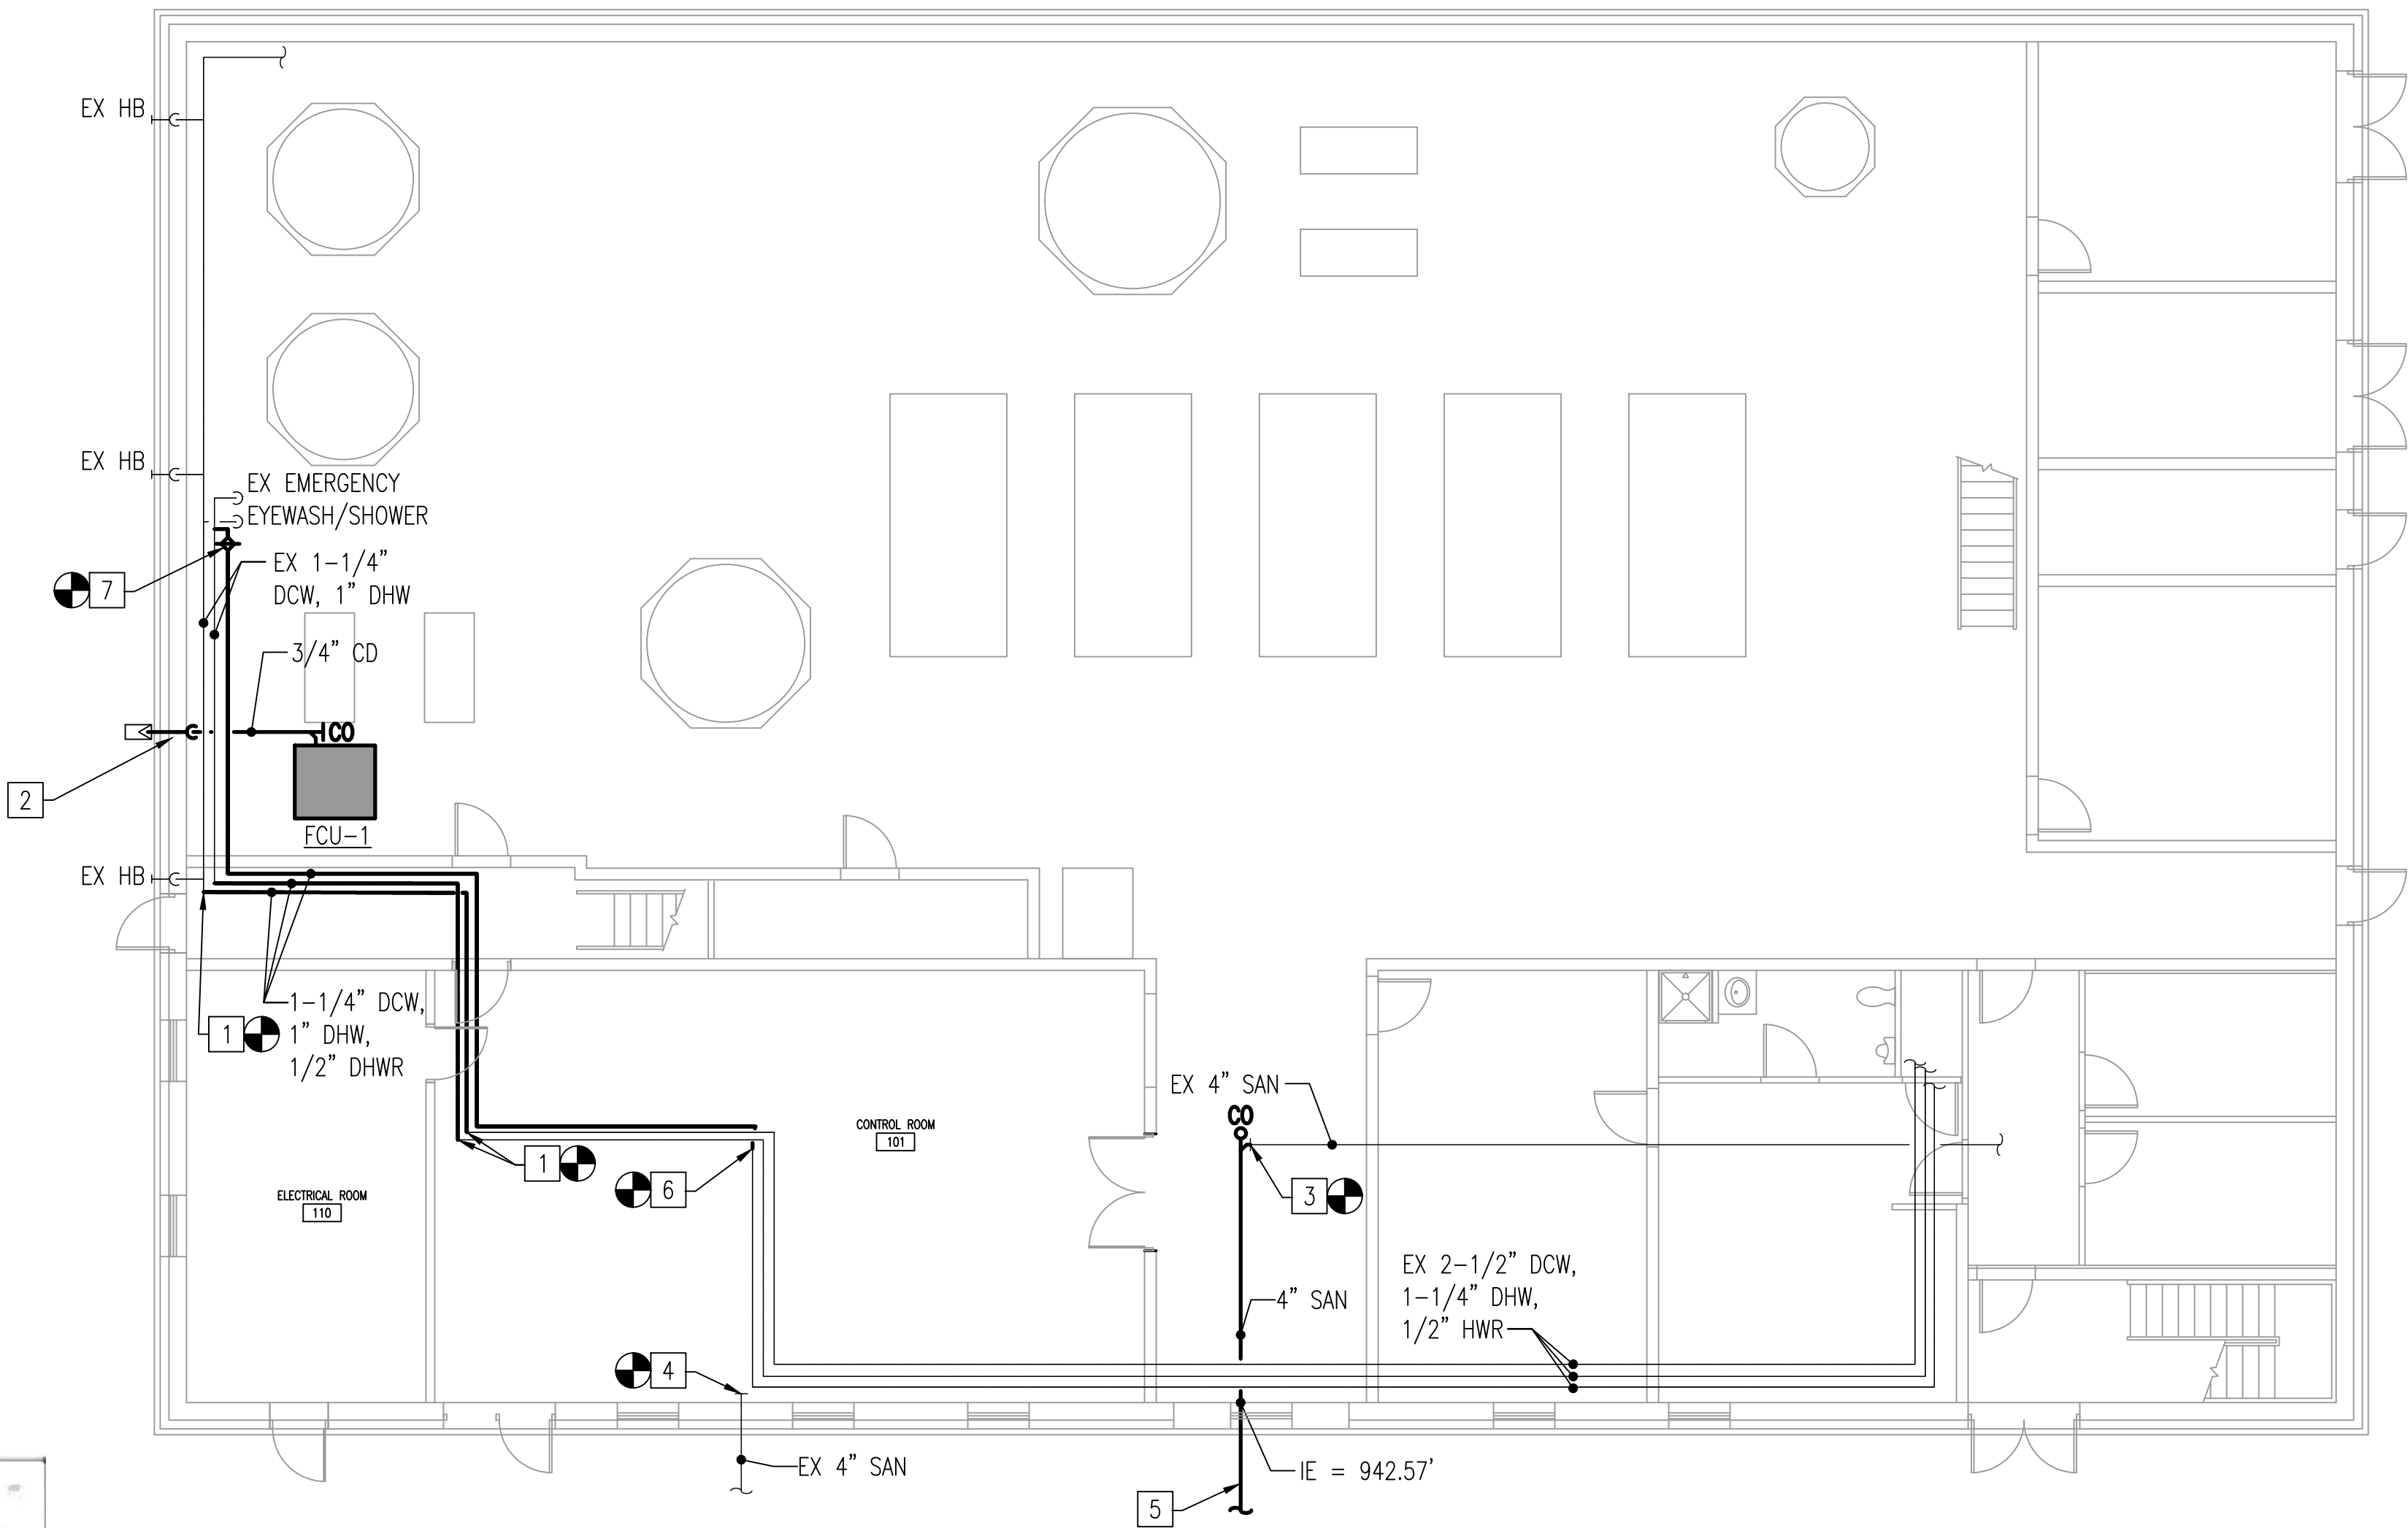 EX HB
EX HB
EX EMERGENCY
EYEWASH/SHOWER
7
EX 1-1/4"
DCW, 1" DHW
3/4" CD
CO
2
FCU-1
EX HB
1-1/4" DCW,
1" DHW,
1/2" DHWR
1
CONTROL ROOM
101
EX 4" SAN
CO
1
6
3
ELECTRICAL ROOM
110
EX 2-1/2" DCW,
1-1/4" DHW,
1/2" HWR
4" SAN
4
EX 4" SAN
IE = 942.57'
5